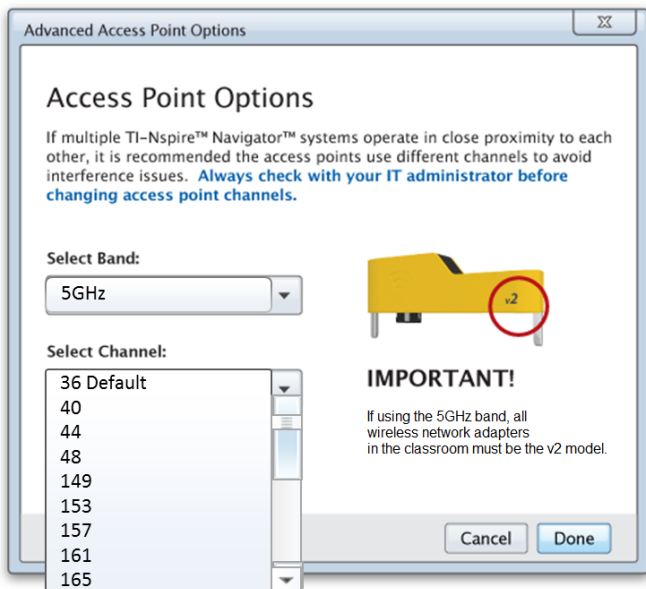 Advanced Access Point Options
Access Point Options
If multiple TI-Nspire™ Navigator™ systems operate in close proximity to each
other, it is recommended the access points use different channels to avoid
interference issues. Always check with your IT administrator before
changing access point channels.
Select Band:
5GHz
v2
Select Channel:
36 Default
40
44
48
149
153
157
161
165
IMPORTANT!
If using the 5GHz band, all
wireless network adapters
in the classroom must be the v2 model.
Cancel
Done